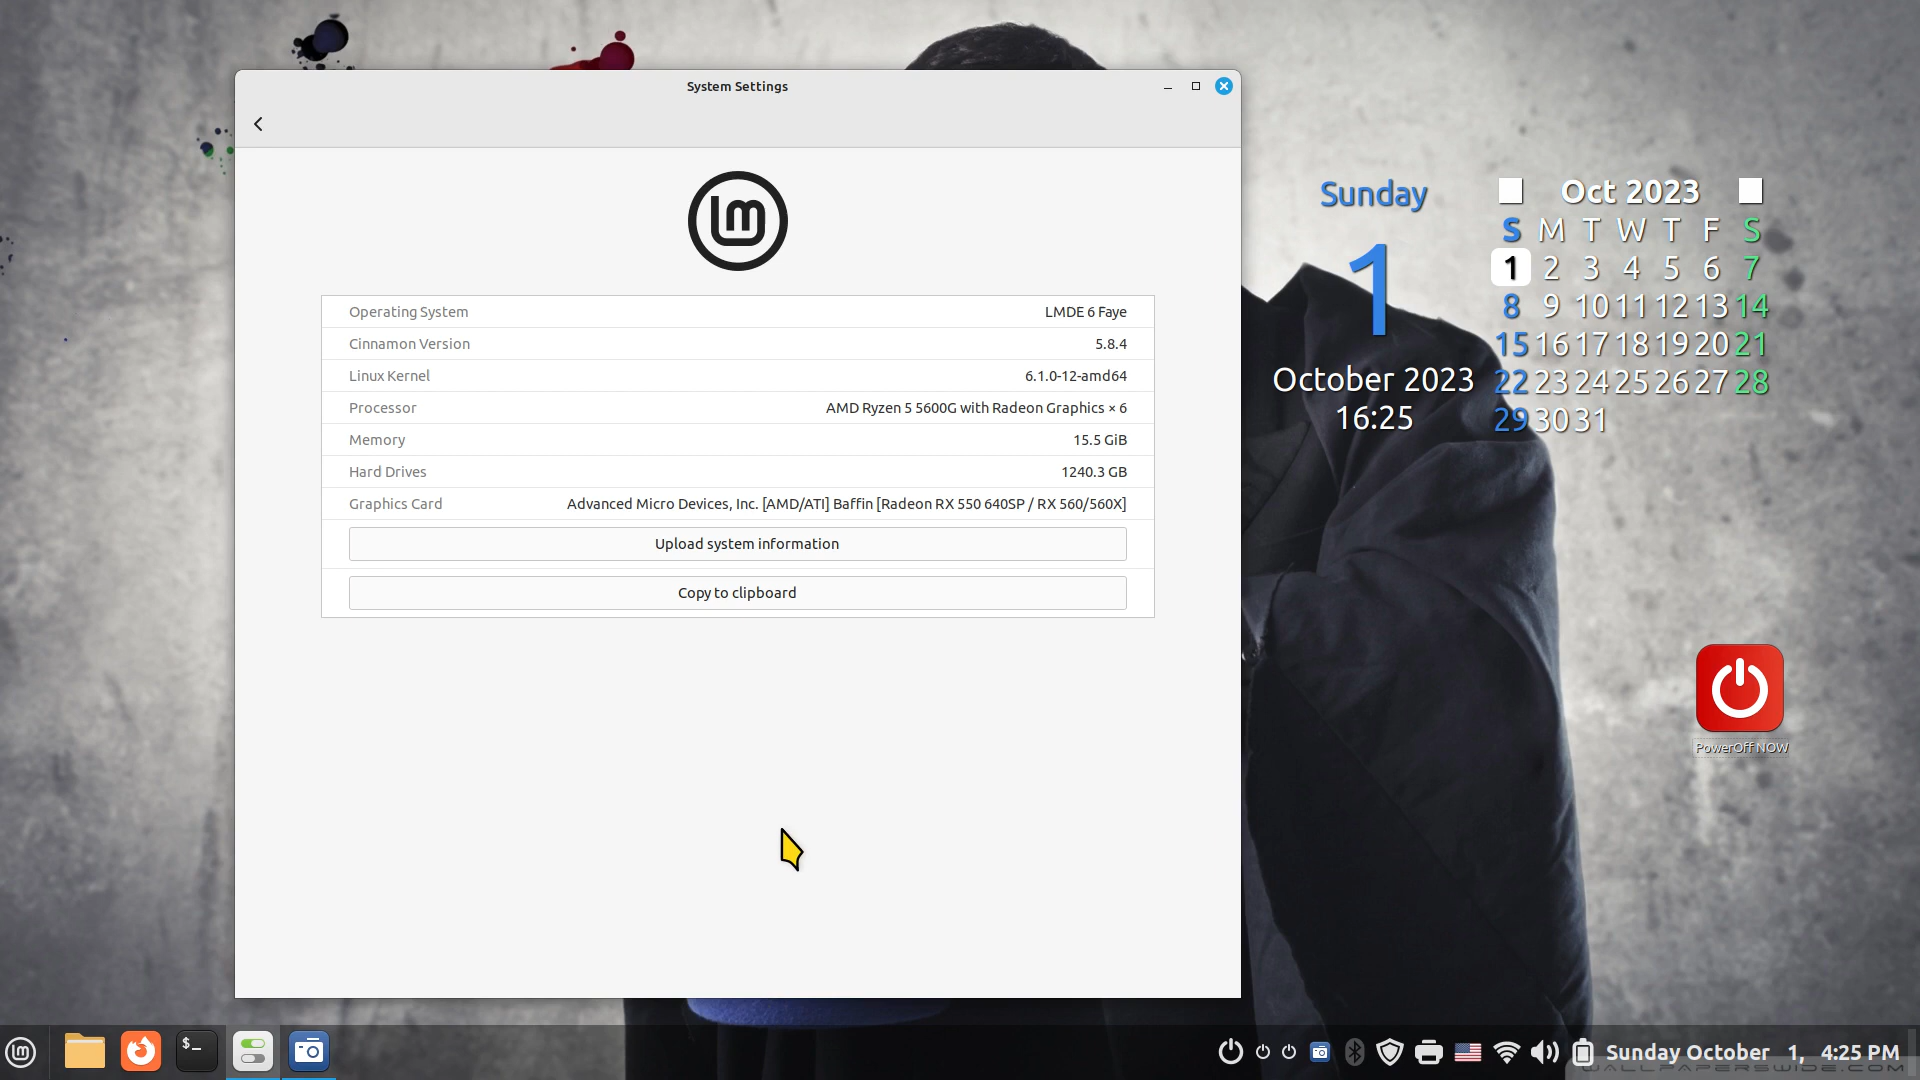 System Settings
lm
Operating System LMDE 6 Faye
Cinnamon Version 5.8.4
Linux Kernel 6.1.0-12-amd64
Processor AMD Ryzen 5 5600G with Radeon Graphics × 6
Memory 15.5 GiB
Hard Drives 1240.3 GB
Graphics Card Advanced Micro Devices, Inc. [AMD/ATI] Baffin [Radeon RX 550 640SP / RX 560/560X]
Upload system information
Copy to clipboard
Sunday
1
October 2023
16:25
Oct 2023
S M T W T F S
1 2 3 4 5 6 7
8 9 10 11 12 13 14
15 16 17 18 19 20 21
22 23 24 25 26 27 28
29 30 31
PowerOff NOW
lm
$_
Sunday October 1, 4:25 PM
WALLPAPERSWIDE.COM